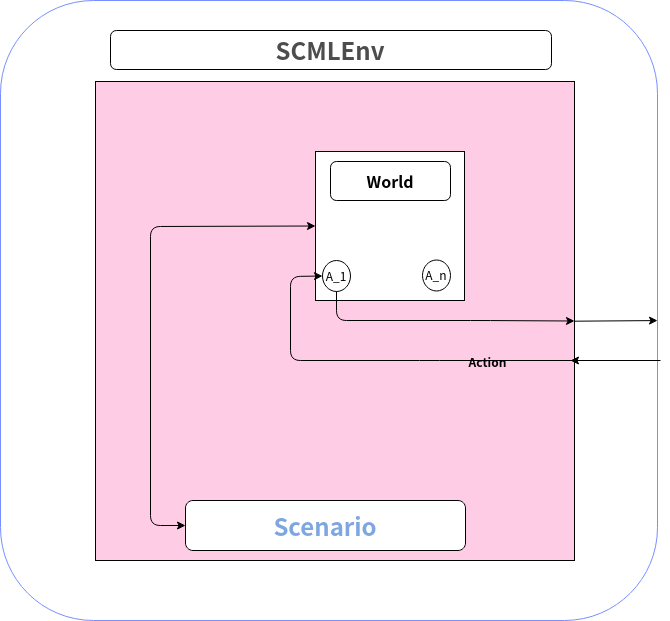 SCMLEnv
World
A_1
A_n
Action
Scenario